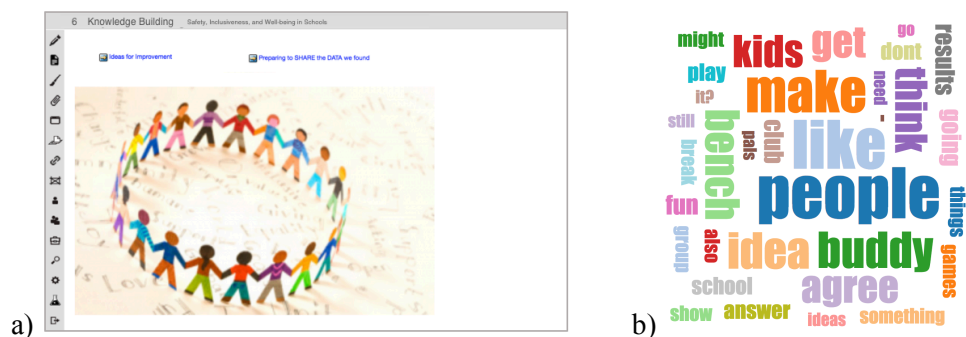 6 Knowledge Building _ Safety, Inclusiveness, and Well-being in Schools
Ideas for Improvement
Preparing to SHARE the DATA we found
a)
might
kids
get
go
dont
results
play
make
need
think
it?
still
bench
pals
club
-
like
going
break
people
fun
things
group
also
idea
buddy
games
school
agree
show
answer
ideas
something
b)